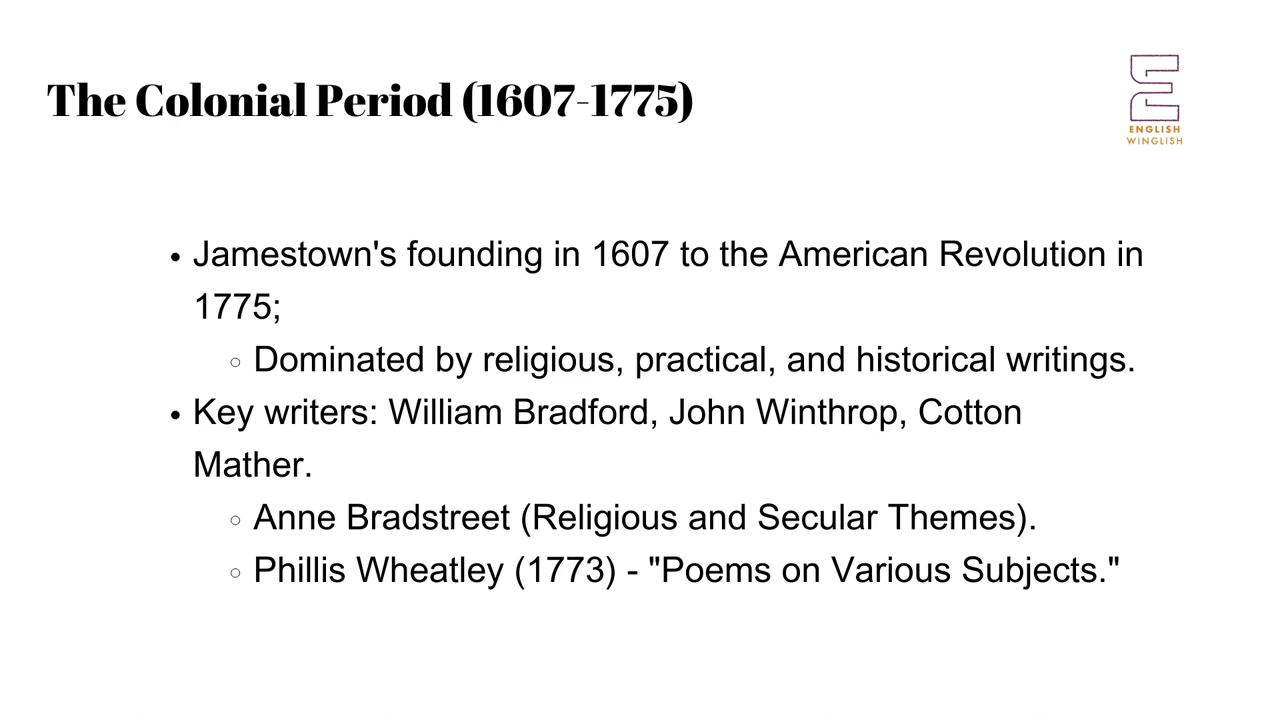 The Colonial Period (1607-1775)
ENGLISH
WINGLISH
• Jamestown's founding in 1607 to the American Revolution in
1775;
○ Dominated by religious, practical, and historical writings.
• Key writers: William Bradford, John Winthrop, Cotton
Mather.
○ Anne Bradstreet (Religious and Secular Themes).
○ Phillis Wheatley (1773) - "Poems on Various Subjects."